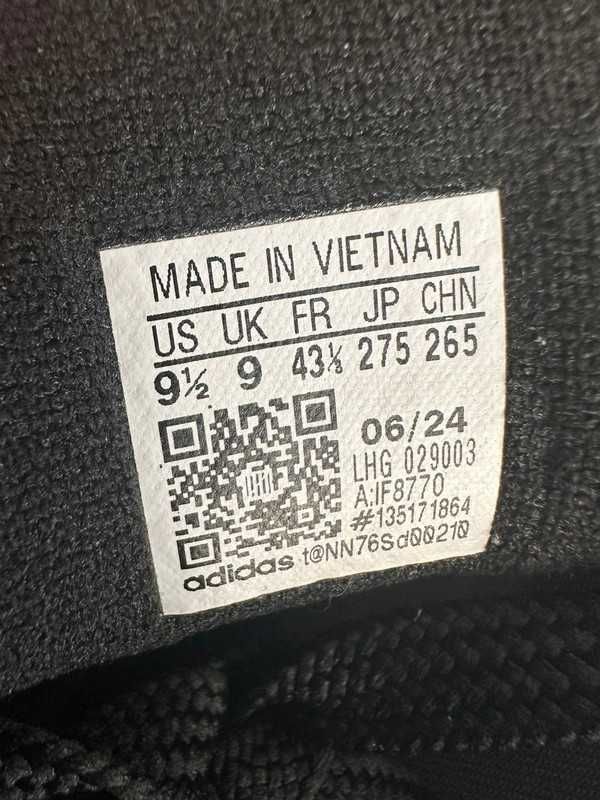 MADE IN VIETNAM
US UK FR JP CHN
9½ 9 43⅓ 275 265
06/24
LHG 029003
A:IF8770
#135171864
adidas t@NN76Sd00210